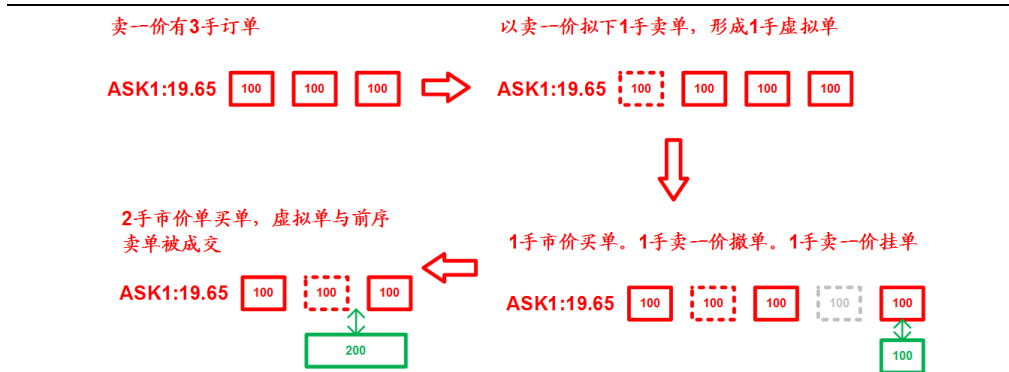 卖一价有3手订单
ASK1:19.65 100 100 100
以卖一价拟下1手卖单，形成1手虚拟单
ASK1:19.65 100 100 100 100
1手市价买单。1手卖一价撤单。1手卖一价挂单
ASK1:19.65 100 100 100 100 100
100
2手市价单买单，虚拟单与前序
卖单被成交
ASK1:19.65 100 100 100
200